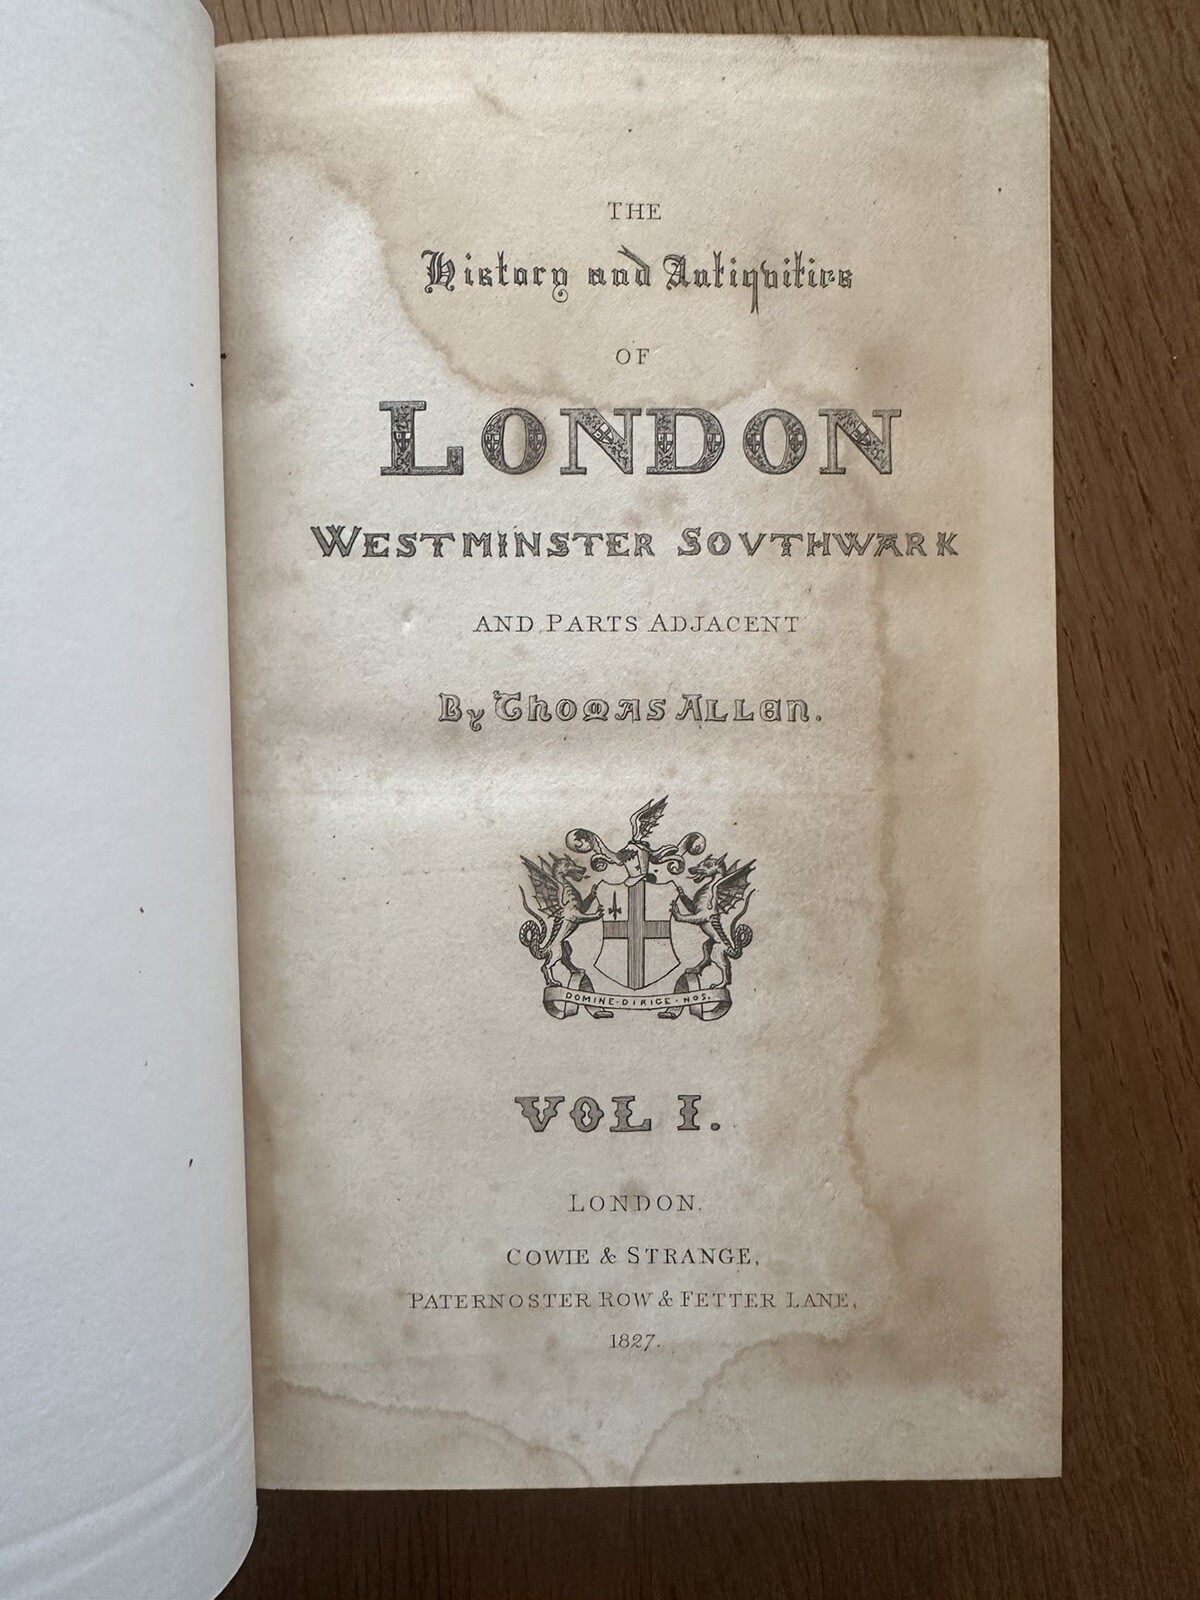 THE
History and Antiqvities
OF
LONDON
WESTMINSTER SOVTHWARK
AND PARTS ADJACENT
By Thomas Allen.
DOMINE·DIRIGE·NOS.
VOL I.
LONDON.
COWIE & STRANGE,
PATERNOSTER ROW & FETTER LANE,
1827.